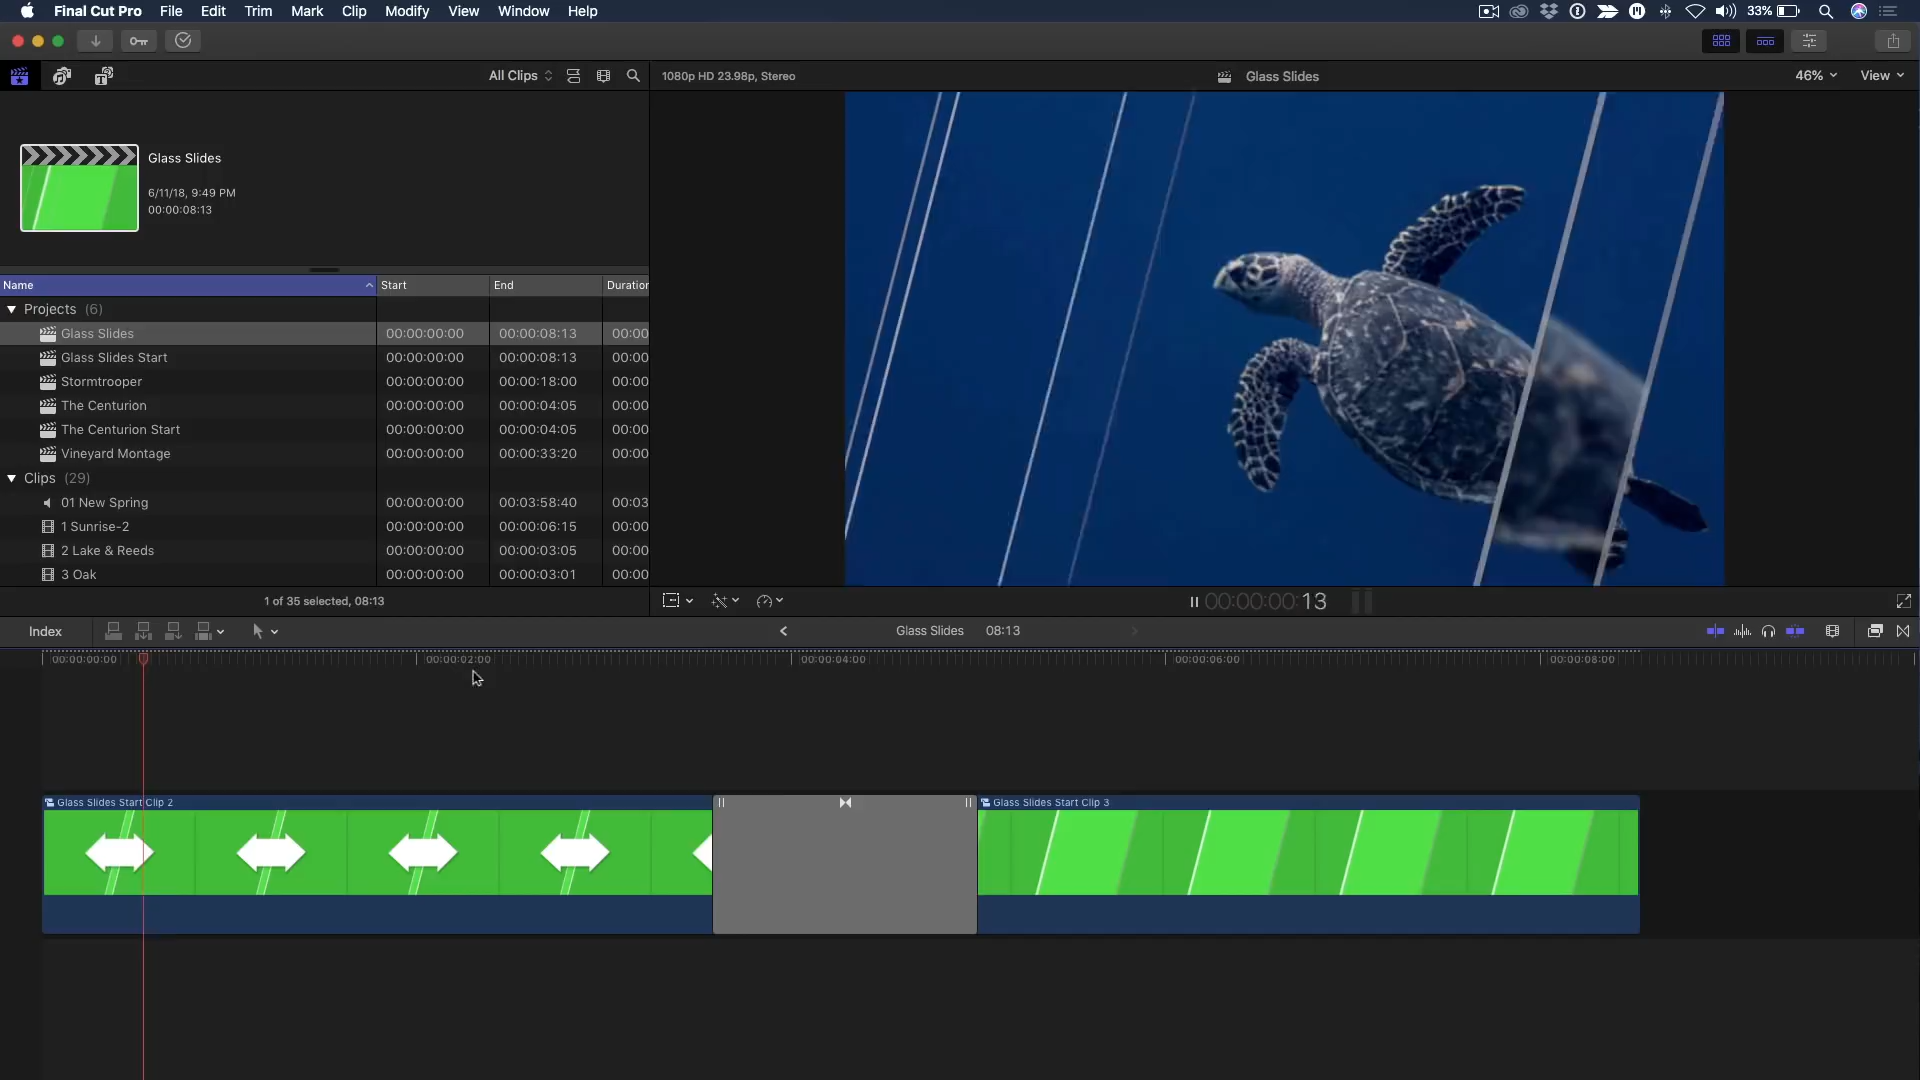 Final Cut Pro File Edit Trim Mark Clip Modify View Window Help 33%
All Clips 1080p HD 23.98p, Stereo Glass Slides 46% View
Glass Slides
6/11/18, 9:49 PM
00:00:08:13
Name Start End Duration
Projects (6)
Glass Slides 00:00:00:00 00:00:08:13 00:00
Glass Slides Start 00:00:00:00 00:00:08:13 00:00
Stormtrooper 00:00:00:00 00:00:18:00 00:00
The Centurion 00:00:00:00 00:00:04:05 00:00
The Centurion Start 00:00:00:00 00:00:04:05 00:00
Vineyard Montage 00:00:00:00 00:00:33:20 00:00
Clips (29)
01 New Spring 00:00:00:00 00:03:58:40 00:03
1 Sunrise-2 00:00:00:00 00:00:06:15 00:00
2 Lake & Reeds 00:00:00:00 00:00:03:05 00:00
3 Oak 00:00:00:00 00:00:03:01 00:00
1 of 35 selected, 08:13 00:00:00:13
Index Glass Slides 08:13
00:00:00:00 00:00:02:00 00:00:04:00 00:00:06:00 00:00:08:00
Glass Slides Start Clip 2 Glass Slides Start Clip 3